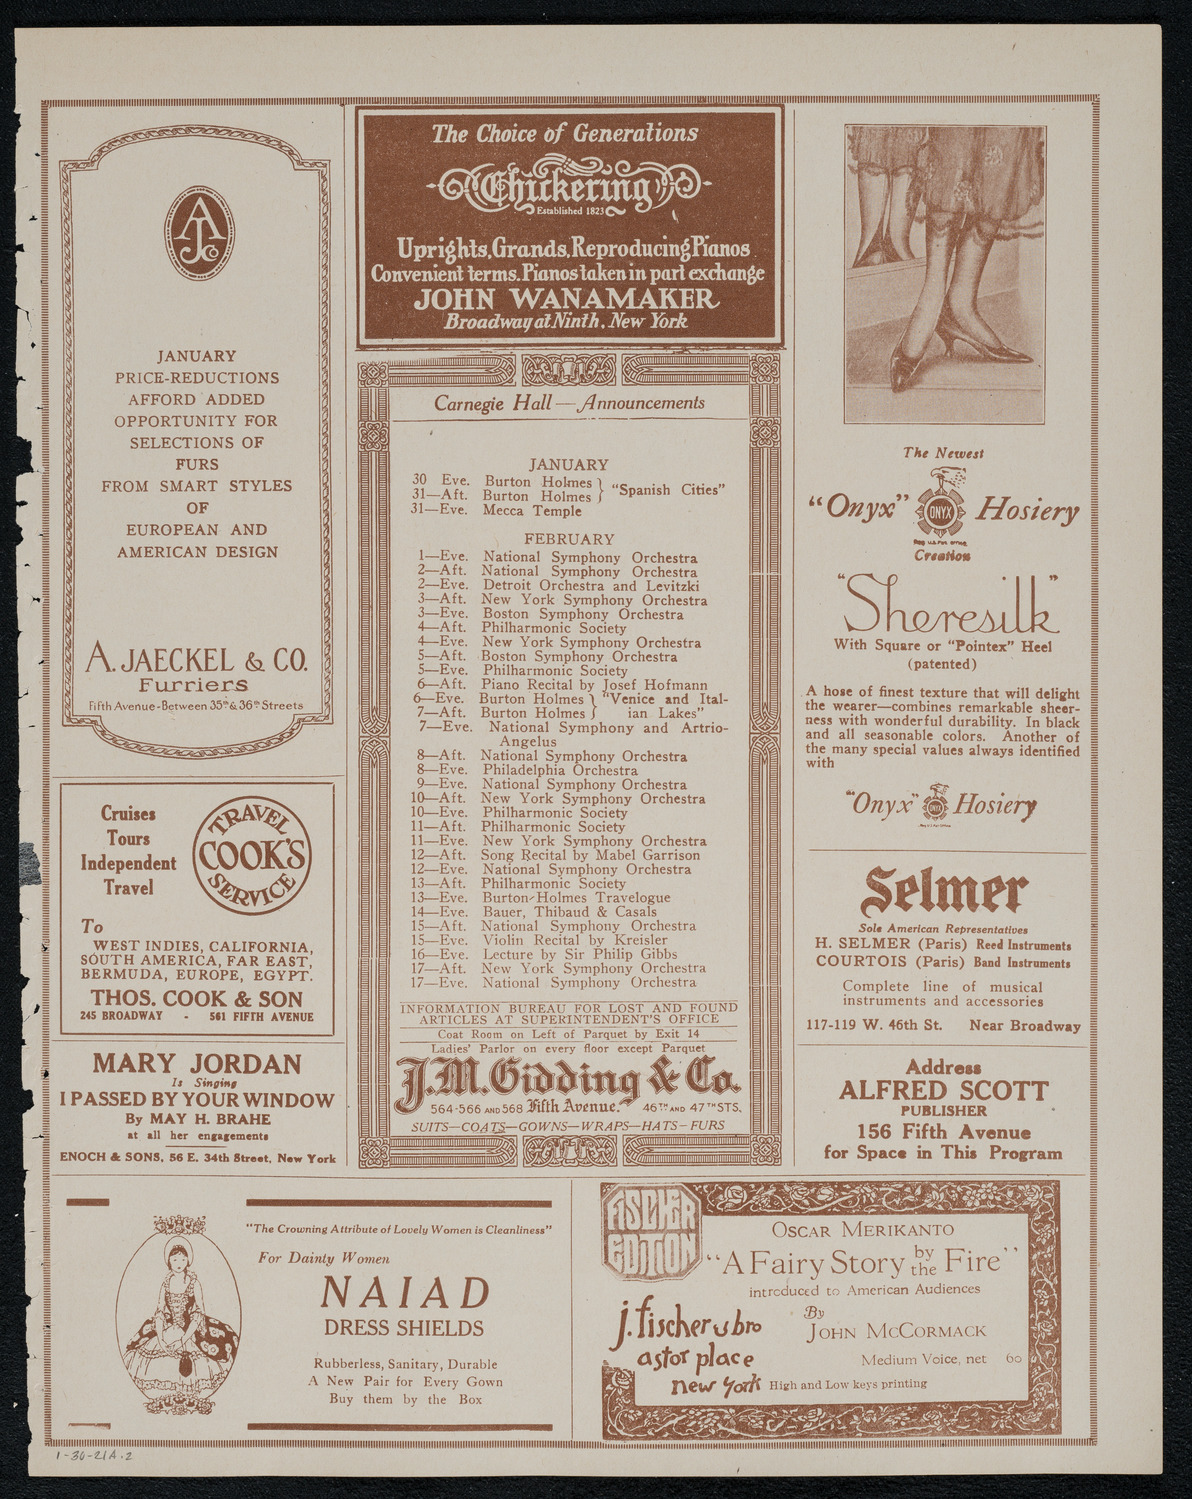 AJCo
JANUARY
PRICE-REDUCTIONS
AFFORD ADDED
OPPORTUNITY FOR
SELECTIONS OF
FURS
FROM SMART STYLES
OF
EUROPEAN AND
AMERICAN DESIGN
A. JAECKEL & CO.
Furriers
Fifth Avenue-Between 35th & 36th Streets
Cruises
Tours
Independent
Travel
TRAVEL
COOK'S
SERVICE
To
WEST INDIES, CALIFORNIA,
SOUTH AMERICA, FAR EAST,
BERMUDA, EUROPE, EGYPT.
THOS. COOK & SON
245 BROADWAY - 561 FIFTH AVENUE
MARY JORDAN
Is Singing
I PASSED BY YOUR WINDOW
By MAY H. BRAHE
at all her engagements
ENOCH & SONS, 56 E. 34th Street, New York
The Choice of Generations
Chickering
Established 1823
Uprights, Grands, Reproducing Pianos
Convenient terms. Pianos taken in part exchange
JOHN WANAMAKER
Broadway at Ninth, New York
Carnegie Hall — Announcements
JANUARY
30 Eve. Burton Holmes } "Spanish Cities"
31—Aft. Burton Holmes }
31—Eve. Mecca Temple
FEBRUARY
1—Eve. National Symphony Orchestra
2—Aft. National Symphony Orchestra
2—Eve. Detroit Orchestra and Levitzki
3—Aft. New York Symphony Orchestra
3—Eve. Boston Symphony Orchestra
4—Aft. Philharmonic Society
4—Eve. New York Symphony Orchestra
5—Aft. Boston Symphony Orchestra
5—Eve. Philharmonic Society
6—Aft. Piano Recital by Josef Hofmann
6—Eve. Burton Holmes } "Venice and Ital-
7—Aft. Burton Holmes } ian Lakes"
7—Eve. National Symphony and Artrio-
Angelus
8—Aft. National Symphony Orchestra
8—Eve. Philadelphia Orchestra
9—Eve. National Symphony Orchestra
10—Aft. New York Symphony Orchestra
10—Eve. Philharmonic Society
11—Aft. Philharmonic Society
11—Eve. New York Symphony Orchestra
12—Aft. Song Recital by Mabel Garrison
12—Eve. National Symphony Orchestra
13—Aft. Philharmonic Society
13—Eve. Burton-Holmes Travelogue
14—Eve. Bauer, Thibaud & Casals
15—Aft. National Symphony Orchestra
15—Eve. Violin Recital by Kreisler
16—Eve. Lecture by Sir Philip Gibbs
17—Aft. New York Symphony Orchestra
17—Eve. National Symphony Orchestra
INFORMATION BUREAU FOR LOST AND FOUND
ARTICLES AT SUPERINTENDENT'S OFFICE
Coat Room on Left of Parquet by Exit 14
Ladies' Parlor on every floor except Parquet
J.M. Gidding & Co.
564-566 AND 568 Fifth Avenue. 46TH AND 47TH STS.
SUITS—COATS—GOWNS—WRAPS—HATS—FURS
The Newest
"Onyx" ONYX Hosiery
Reg. U.S. Pat. Office
Creation
"Sheresilk"
With Square or "Pointex" Heel
(patented)
A hose of finest texture that will delight
the wearer—combines remarkable sheer-
ness with wonderful durability. In black
and all seasonable colors. Another of
the many special values always identified
with
"Onyx" Hosiery
Selmer
Sole American Representatives
H. SELMER (Paris) Reed Instruments
COURTOIS (Paris) Band Instruments
Complete line of musical
instruments and accessories
117-119 W. 46th St. Near Broadway
Address
ALFRED SCOTT
PUBLISHER
156 Fifth Avenue
for Space in This Program
"The Crowning Attribute of Lovely Women is Cleanliness"
For Dainty Women
NAIAD
DRESS SHIELDS
Rubberless, Sanitary, Durable
A New Pair for Every Gown
Buy them by the Box
FISCHER
EDITION
OSCAR MERIKANTO
"A Fairy Story by the Fire"
introduced to American Audiences
By
JOHN McCORMACK
Medium Voice, net 60
High and Low keys printing
j. fischer & bro
astor place
new york
1-30-21A.2